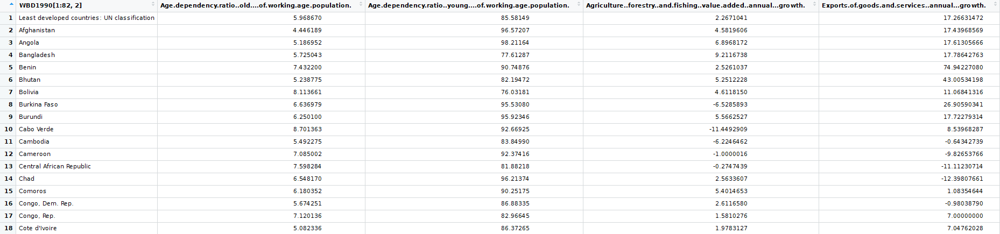 WBD1990[1:82, 2] Age.dependency.ratio..old....of.working.age.population. Age.dependency.ratio..young....of.working.age.population. Agriculture..forestry..and.fishing..value.added..annual...growth. Exports.of.goods.and.services..annual...growth.
1 Least developed countries: UN classification 5.968670 85.58149 2.2671041 17.26631472
2 Afghanistan 4.446189 96.57207 4.5819606 17.43968569
3 Angola 5.186952 98.21164 6.8968172 17.61305666
4 Bangladesh 5.725043 77.61287 9.2116738 17.78642763
5 Benin 7.432200 90.74876 2.5261037 74.94227080
6 Bhutan 5.238775 82.19472 5.2512228 43.00534198
7 Bolivia 8.113661 76.03181 4.6118150 11.06841316
8 Burkina Faso 6.636979 95.53080 -6.5285893 26.90590341
9 Burundi 6.250100 95.92346 5.5662527 17.72279314
10 Cabo Verde 8.701363 92.66925 -11.4492909 8.53968287
11 Cambodia 5.492275 83.84990 -6.2246462 -0.64342739
12 Cameroon 7.085002 92.37416 -1.0000016 -9.82653766
13 Central African Republic 7.598284 81.88218 -0.2747439 -11.11230714
14 Chad 6.548170 96.21374 2.5633607 -12.39807661
15 Comoros 6.180352 90.25175 5.4014653 1.08354644
16 Congo, Dem. Rep. 5.674251 86.88335 2.6116580 -0.98038790
17 Congo, Rep. 7.120136 82.96645 1.5810276 7.00000000
18 Cote d'Ivoire 5.082336 86.37265 1.9783127 7.04762028